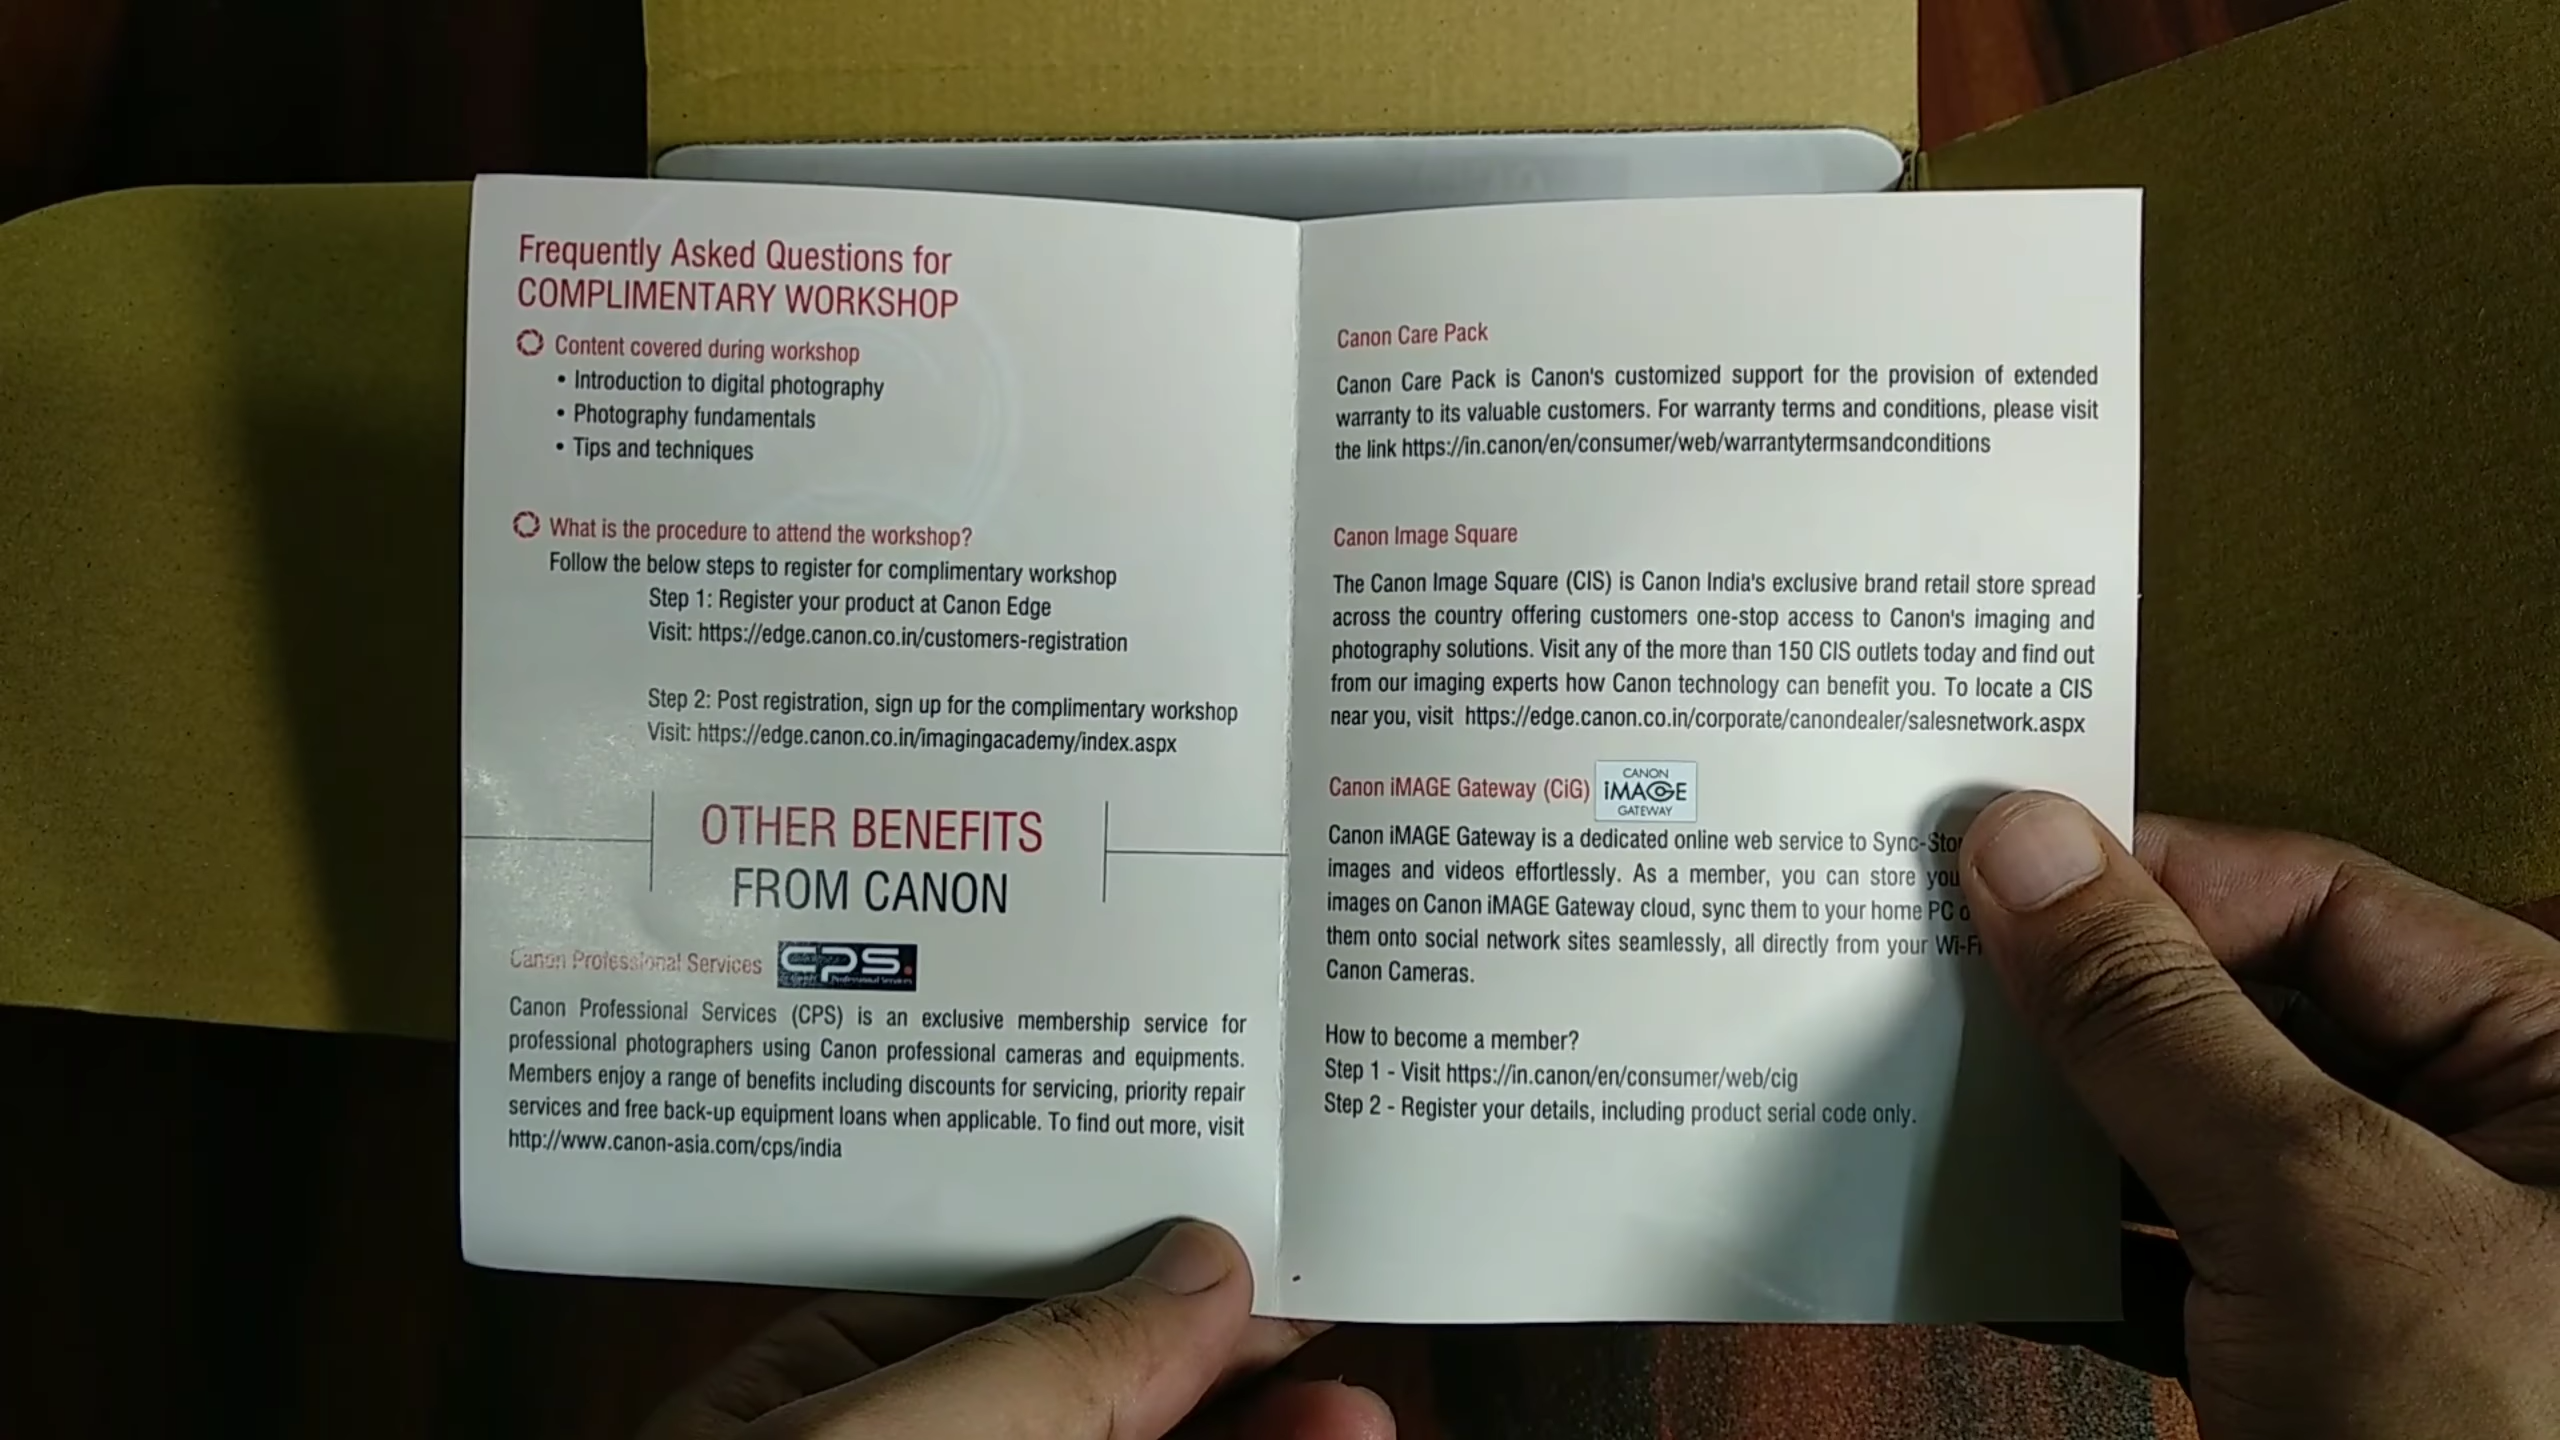 Frequently Asked Questions for
COMPLIMENTARY WORKSHOP
Content covered during workshop
• Introduction to digital photography
• Photography fundamentals
• Tips and techniques
What is the procedure to attend the workshop?
Follow the below steps to register for complimentary workshop
Step 1: Register your product at Canon Edge
Visit: https://edge.canon.co.in/customers-registration
Step 2: Post registration, sign up for the complimentary workshop
Visit: https://edge.canon.co.in/imagingacademy/index.aspx
OTHER BENEFITS
FROM CANON
Canon Professional Services CPS.
Professional Services
Canon Professional Services (CPS) is an exclusive membership service for
professional photographers using Canon professional cameras and equipments.
Members enjoy a range of benefits including discounts for servicing, priority repair
services and free back-up equipment loans when applicable. To find out more, visit
http://www.canon-asia.com/cps/india
Canon Care Pack
Canon Care Pack is Canon's customized support for the provision of extended
warranty to its valuable customers. For warranty terms and conditions, please visit
the link https://in.canon/en/consumer/web/warrantytermsandconditions
Canon Image Square
The Canon Image Square (CIS) is Canon India's exclusive brand retail store spread
across the country offering customers one-stop access to Canon's imaging and
photography solutions. Visit any of the more than 150 CIS outlets today and find out
from our imaging experts how Canon technology can benefit you. To locate a CIS
near you, visit https://edge.canon.co.in/corporate/canondealer/salesnetwork.aspx
Canon iMAGE Gateway (CiG)
CANON
iMAGE
GATEWAY
Canon iMAGE Gateway is a dedicated online web service to
images and videos effortlessly. As a member, you can store
images on Canon iMAGE Gateway cloud, sync them to your home PC
them onto social network sites seamlessly, all directly from your Wi-Fi
Canon Cameras.
How to become a member?
Step 1 - Visit https://in.canon/en/consumer/web/cig
Step 2 - Register your details, including product serial code only.